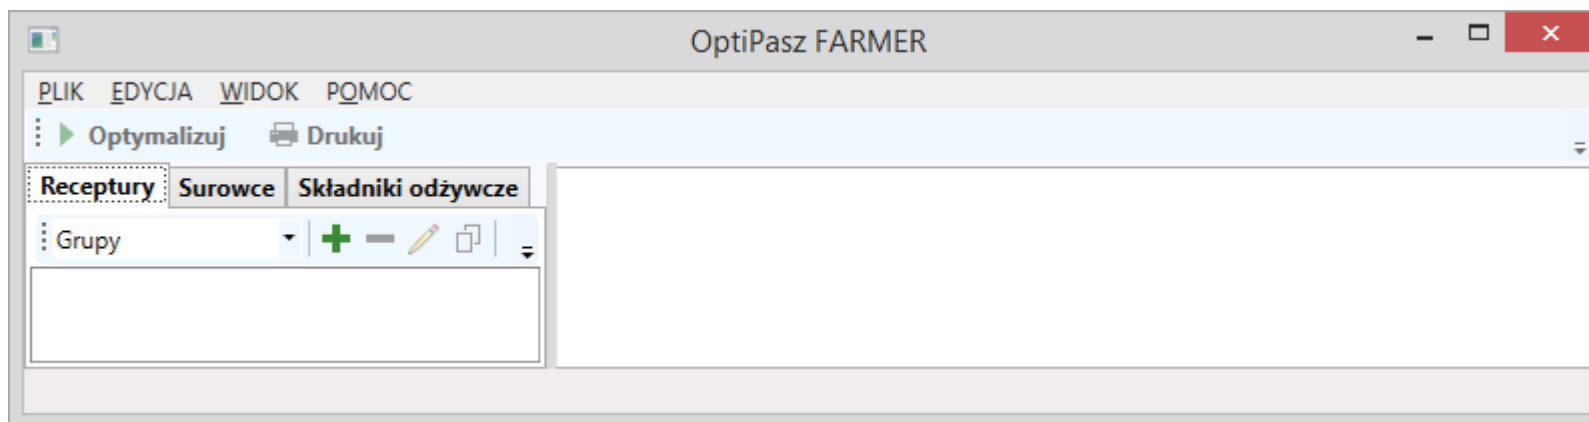 OptiPasz FARMER
PLIK EDYCJA WIDOK POMOC
Optymalizuj Drukuj
Receptury Surowce Składniki odżywcze
Grupy